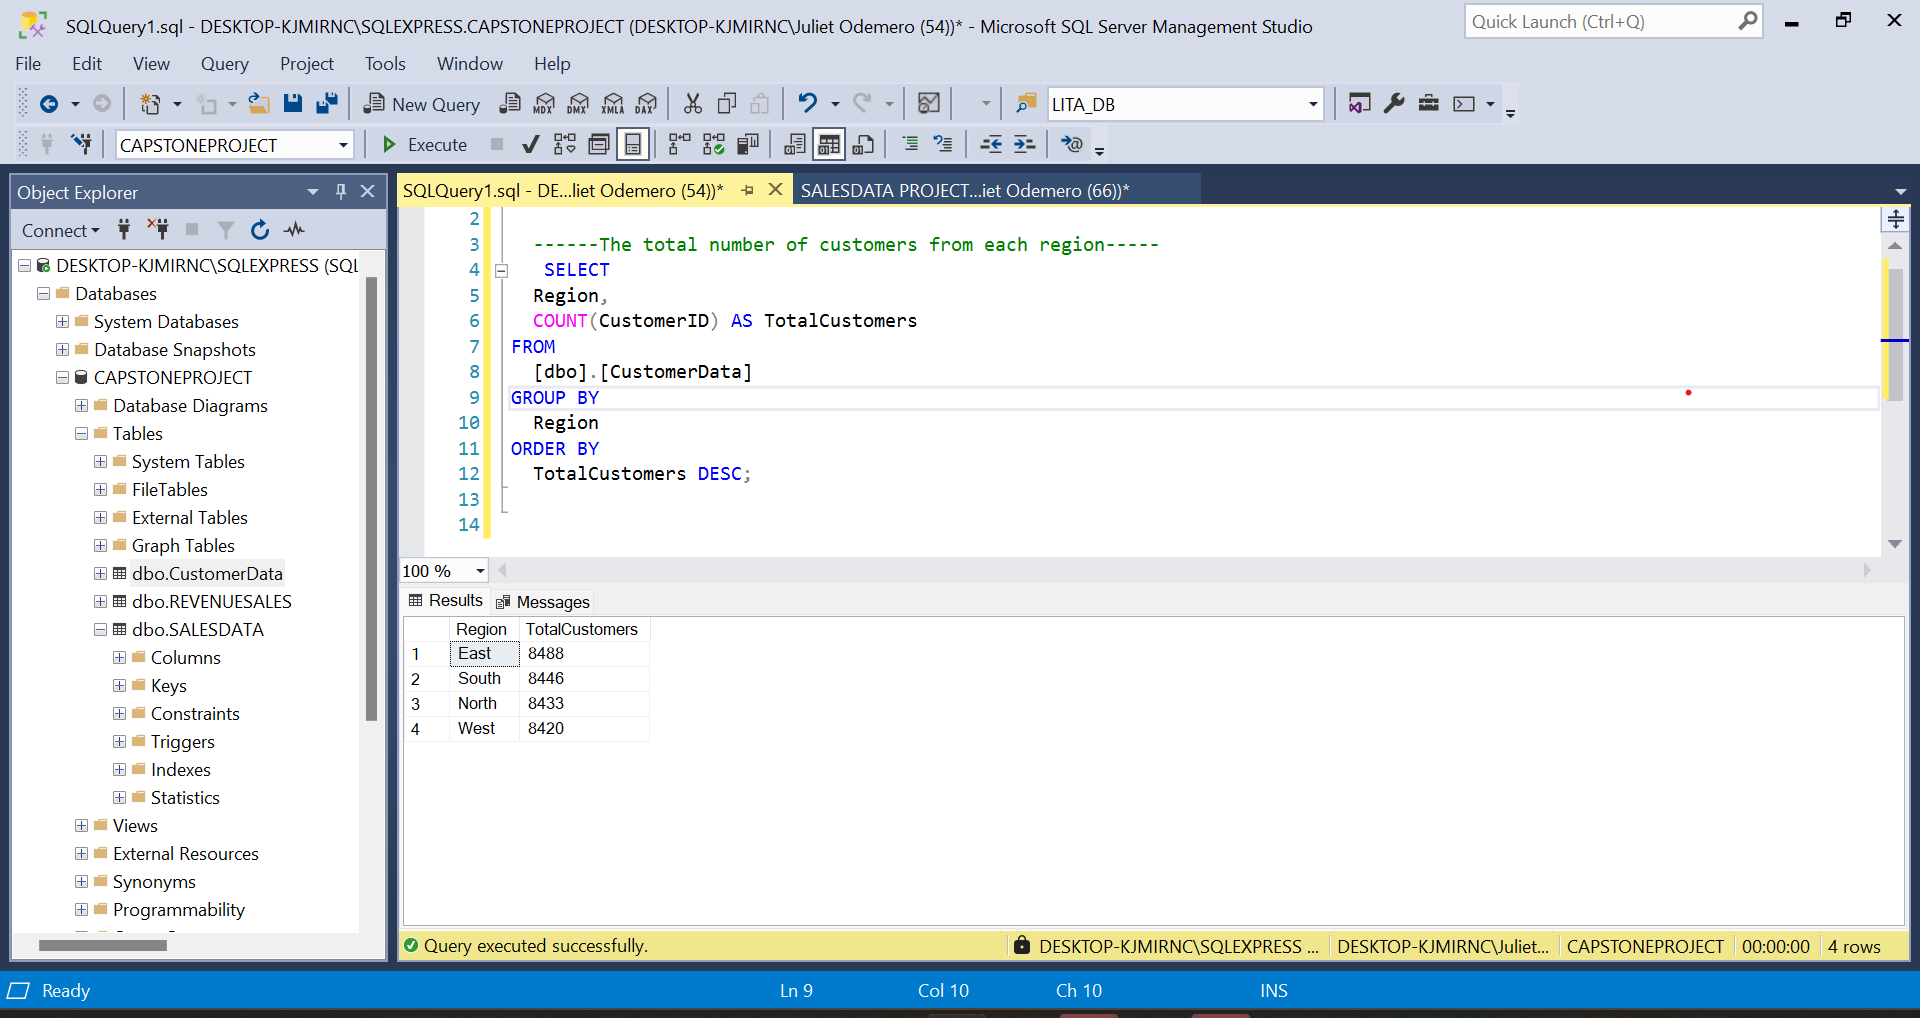 SQLQuery1.sql - DESKTOP-KJMIRNC\SQLEXPRESS.CAPSTONEPROJECT (DESKTOP-KJMIRNC\Juliet Odemero (54))* - Microsoft SQL Server Management Studio
Quick Launch (Ctrl+Q)
File Edit View Query Project Tools Window Help
New Query MDX DMX XMLA DAX LITA_DB
CAPSTONEPROJECT Execute
Object Explorer
Connect
DESKTOP-KJMIRNC\SQLEXPRESS (SQL
Databases
System Databases
Database Snapshots
CAPSTONEPROJECT
Database Diagrams
Tables
System Tables
FileTables
External Tables
Graph Tables
dbo.CustomerData
dbo.REVENUESALES
dbo.SALESDATA
Columns
Keys
Constraints
Triggers
Indexes
Statistics
Views
External Resources
Synonyms
Programmability
SQLQuery1.sql - DE...liet Odemero (54))* SALESDATA PROJECT...iet Odemero (66))*
2
3 ------The total number of customers from each region-----
4 SELECT
5 Region,
6 COUNT(CustomerID) AS TotalCustomers
7 FROM
8 [dbo].[CustomerData]
9 GROUP BY
10 Region
11 ORDER BY
12 TotalCustomers DESC;
13
14
100 %
Results Messages
Region TotalCustomers
1 East 8488
2 South 8446
3 North 8433
4 West 8420
Query executed successfully. DESKTOP-KJMIRNC\SQLEXPRESS ... DESKTOP-KJMIRNC\Juliet... CAPSTONEPROJECT 00:00:00 4 rows
Ready Ln 9 Col 10 Ch 10 INS